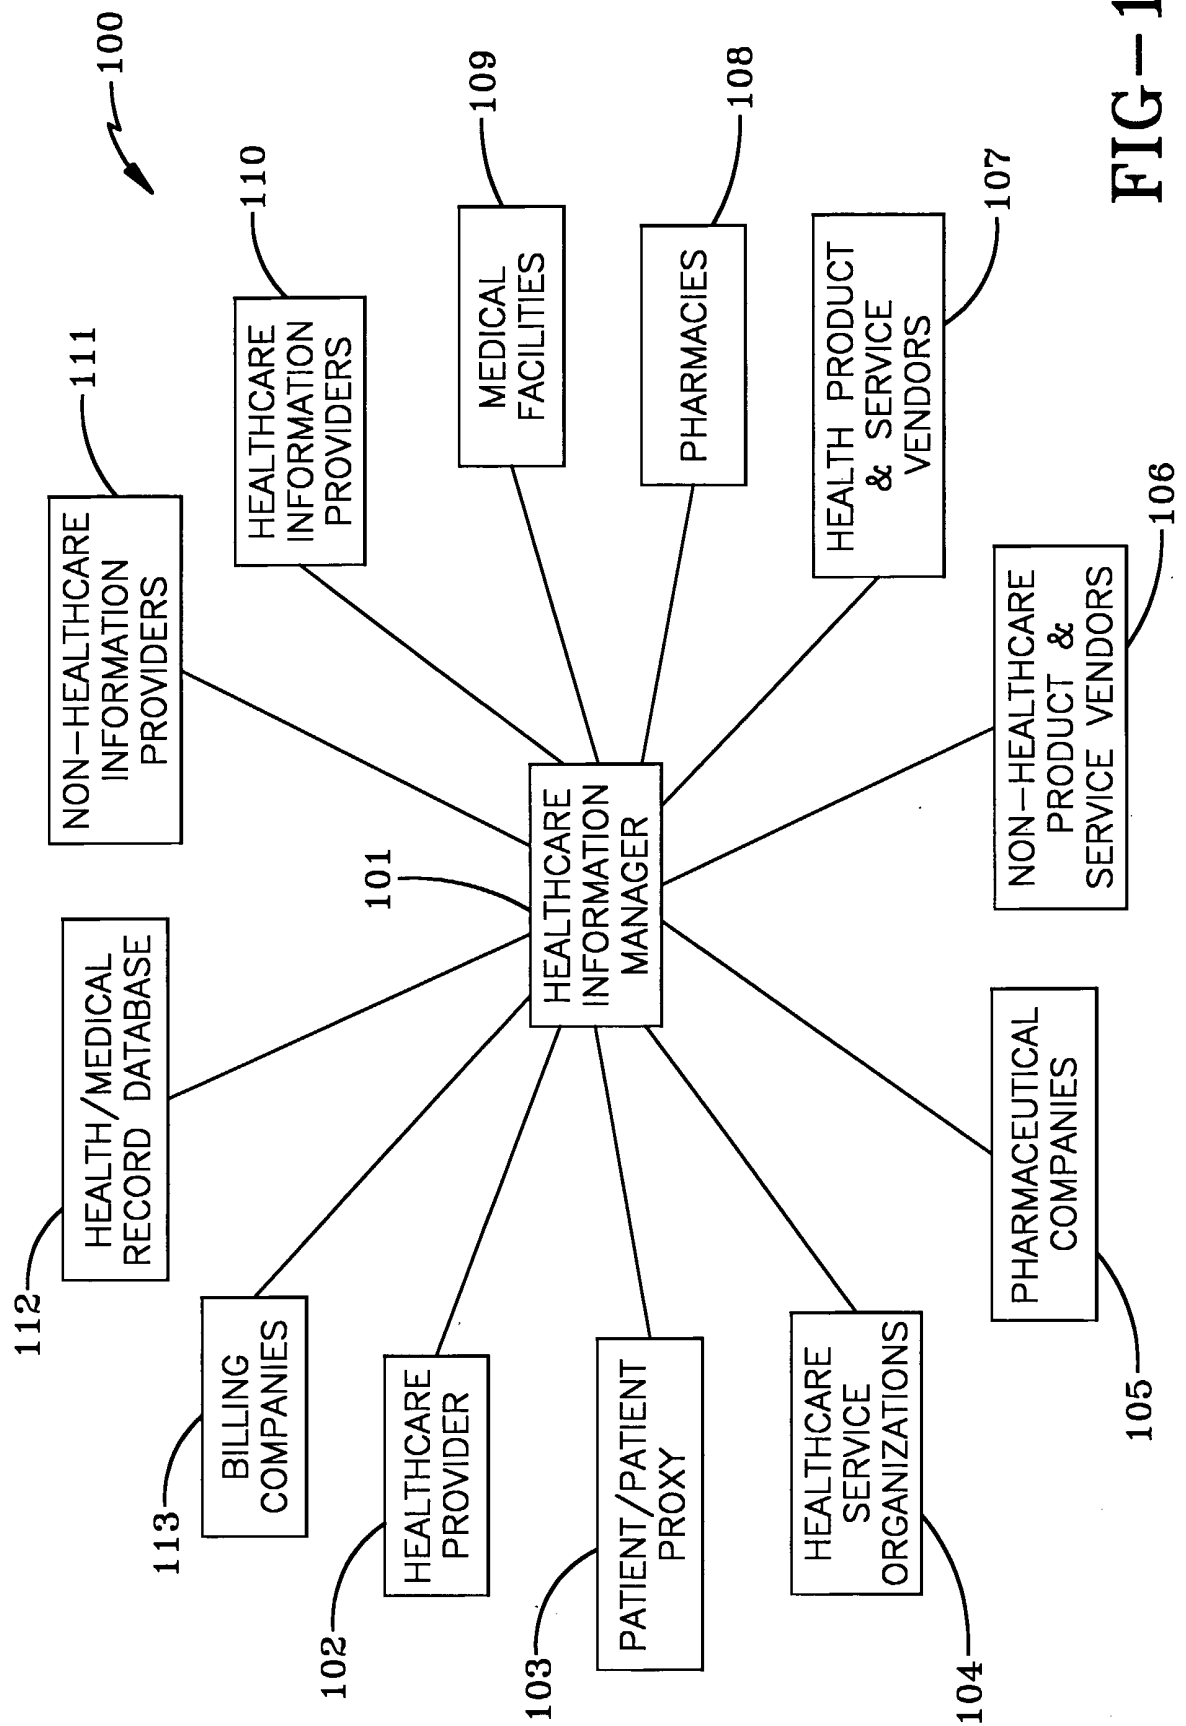 112
HEALTH/MEDICAL
RECORD DATABASE
NON-HEALTHCARE
INFORMATION
PROVIDERS
111
100
113
BILLING
COMPANIES
HEALTHCARE
INFORMATION
PROVIDERS
110
102
HEALTHCARE
PROVIDER
101
MEDICAL
FACILITIES
109
103
PATIENT/PATIENT
PROXY
HEALTHCARE
INFORMATION
MANAGER
PHARMACIES
108
104
HEALTHCARE
SERVICE
ORGANIZATIONS
HEALTH PRODUCT
& SERVICE
VENDORS
107
105
PHARMACEUTICAL
COMPANIES
NON-HEALTHCARE
PRODUCT &
SERVICE VENDORS
106
FIG-1